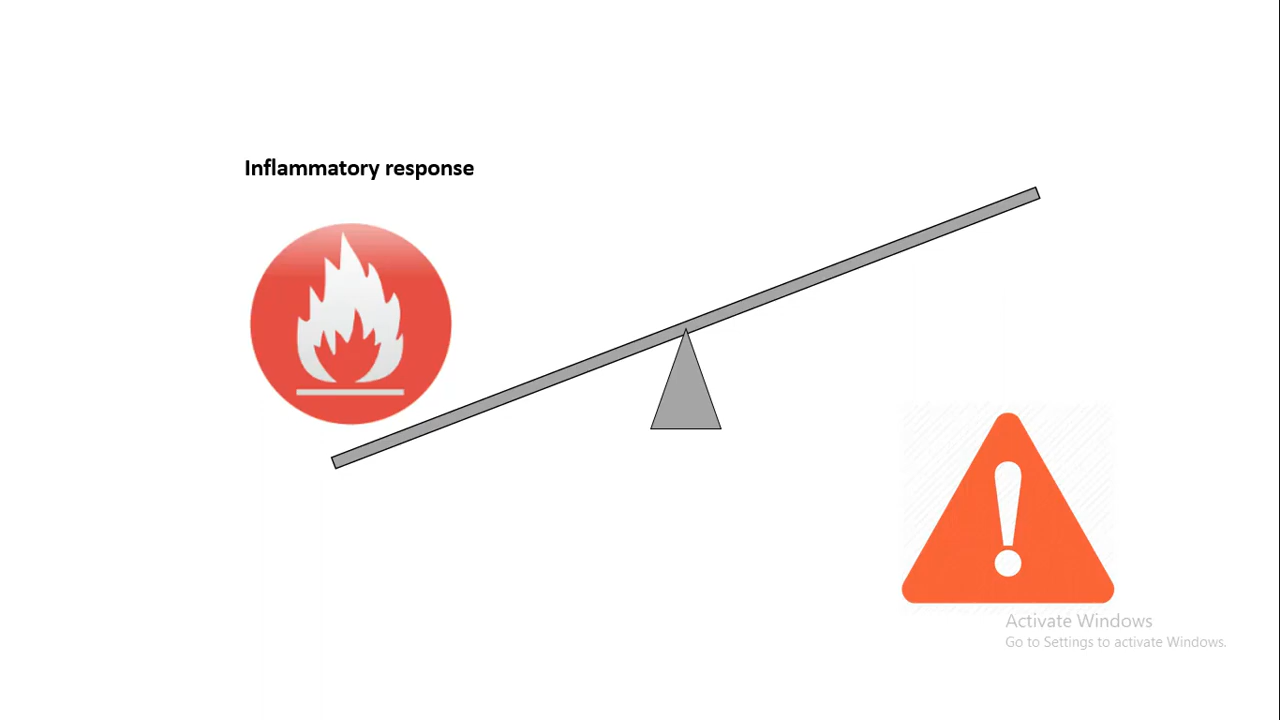 Inflammatory response
Activate Windows
Go to Settings to activate Windows.